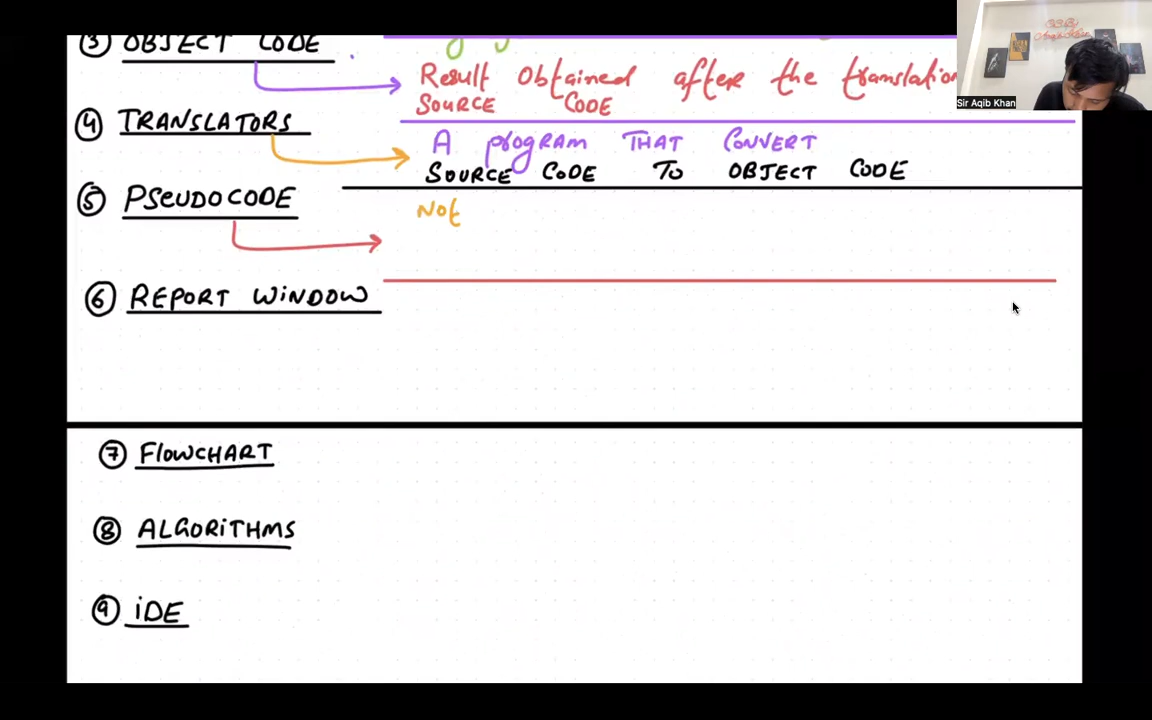 ③ OBJECT CODE
Result Obtained after the translation
SOURCE CODE
④ TRANSLATORS
A program THAT CONVERT
SOURCE CODE To OBJECT CODE
⑤ PSEUDOCODE
Not
⑥ REPORT WINDOW
⑦ FlOWCHART
⑧ ALGORiTHMS
⑨ iDE
Sir Aqib Khan